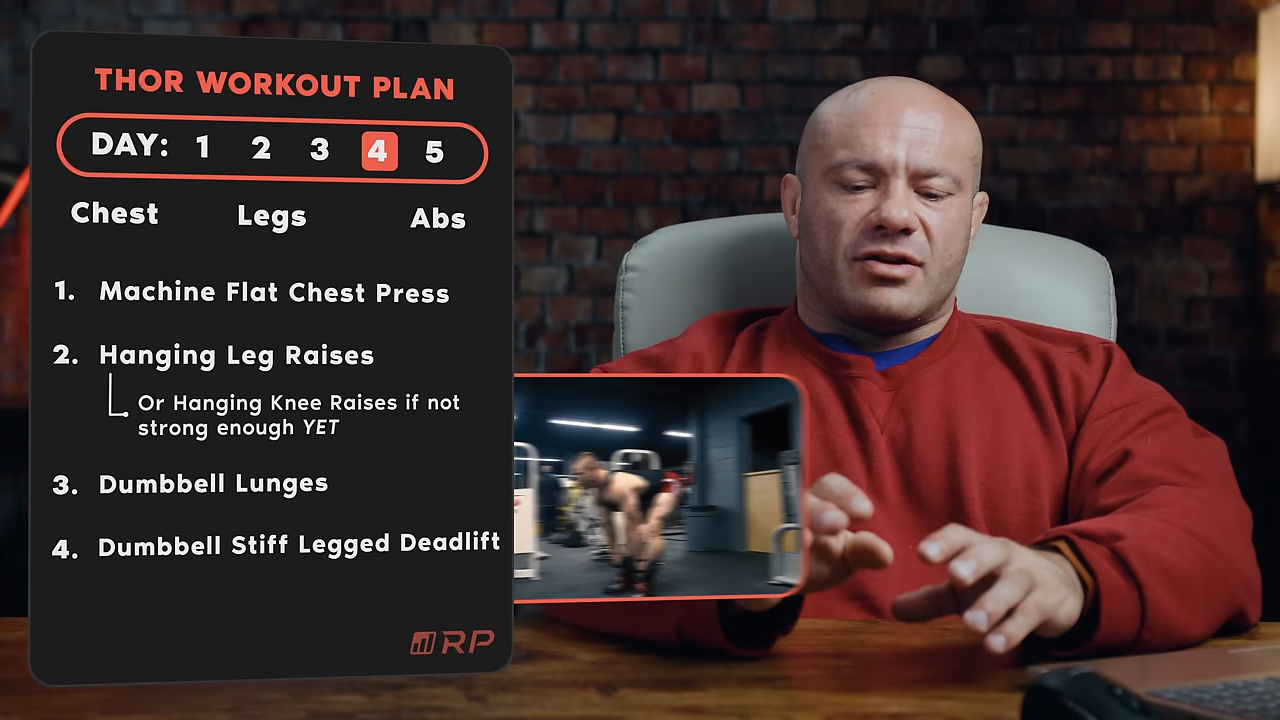 THOR WORKOUT PLAN
DAY: 1 2 3 4 5
Chest Legs Abs
1. Machine Flat Chest Press
2. Hanging Leg Raises
Or Hanging Knee Raises if not
strong enough YET
3. Dumbbell Lunges
4. Dumbbell Stiff Legged Deadlift
RP